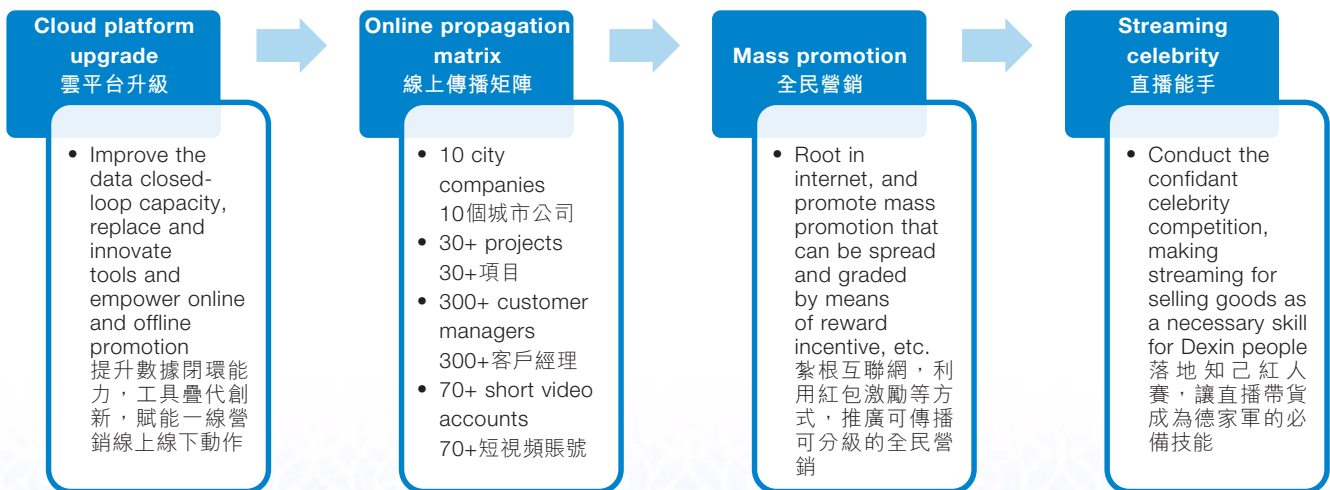 Cloud platform
upgrade
雲平台升級
• Improve the
data closed-
loop capacity,
replace and
innovate
tools and
empower online
and offline
promotion
提升數據閉環能
力，工具疊代創
新，賦能一線營
銷線上線下動作
Online propagation
matrix
線上傳播矩陣
• 10 city
companies
10個城市公司
• 30+ projects
30+項目
• 300+ customer
managers
300+客戶經理
• 70+ short video
accounts
70+短視頻賬號
Mass promotion
全民營銷
• Root in
internet, and
promote mass
promotion that
can be spread
and graded
by means
of reward
incentive, etc.
紮根互聯網，利
用紅包激勵等方
式，推廣可傳播
可分級的全民營
銷
Streaming
celebrity
直播能手
• Conduct the
confidant
celebrity
competition,
making
streaming for
selling goods as
a necessary skill
for Dexin people
落地知己紅人
賽，讓直播帶貨
成為德家軍的必
備技能